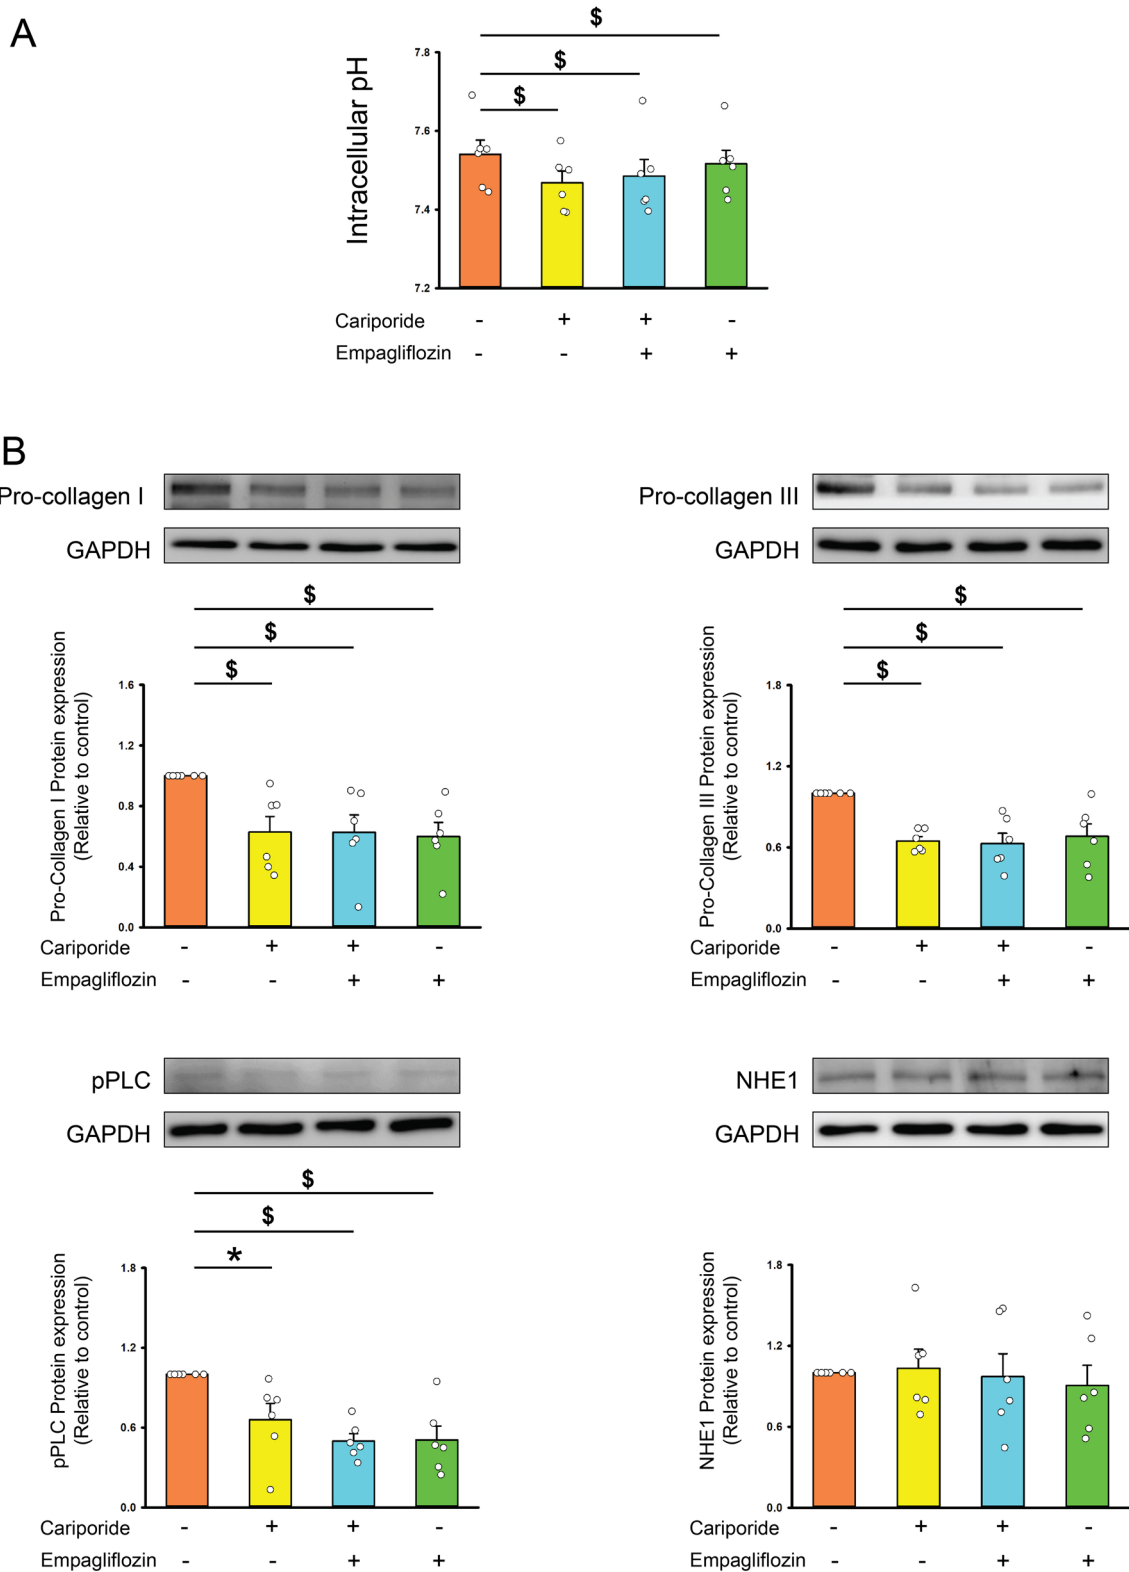 A
$
$
$
Intracellular pH
7.8
7.6
7.4
7.2
Cariporide - + + -
Empagliflozin - - + +
B
Pro-collagen I
GAPDH
$
$
$
Pro-Collagen I Protein expression
(Relative to control)
1.6
1.2
0.8
0.4
0.0
Cariporide - + + -
Empagliflozin - - + +
Pro-collagen III
GAPDH
$
$
$
Pro-Collagen III Protein expression
(Relative to control)
1.8
1.2
0.6
0.0
Cariporide - + + -
Empagliflozin - - + +
pPLC
GAPDH
$
$
*
pPLC Protein expression
(Relative to control)
1.8
1.2
0.6
0.0
Cariporide - + + -
Empagliflozin - - + +
NHE1
GAPDH
NHE1 Protein expression
(Relative to control)
1.8
1.2
0.6
0.0
Cariporide - + + -
Empagliflozin - - + +